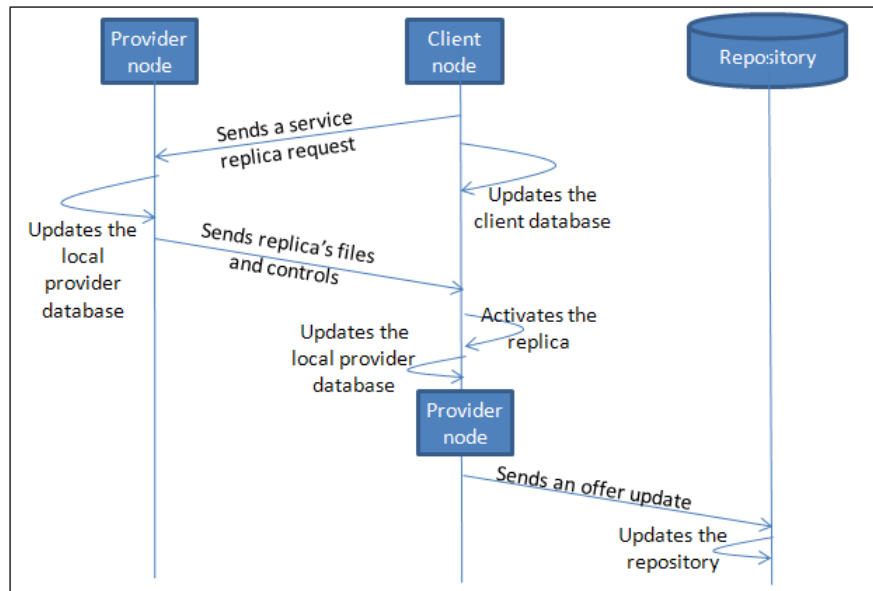 Provider
node
Client
node
Repository
Sends a service
replica request
Updates the
client database
Updates the
local
provider
database
Sends replica's files
and controls
Activates the
replica
Updates the
local provider
database
Provider
node
Sends an offer update
Updates the
repository